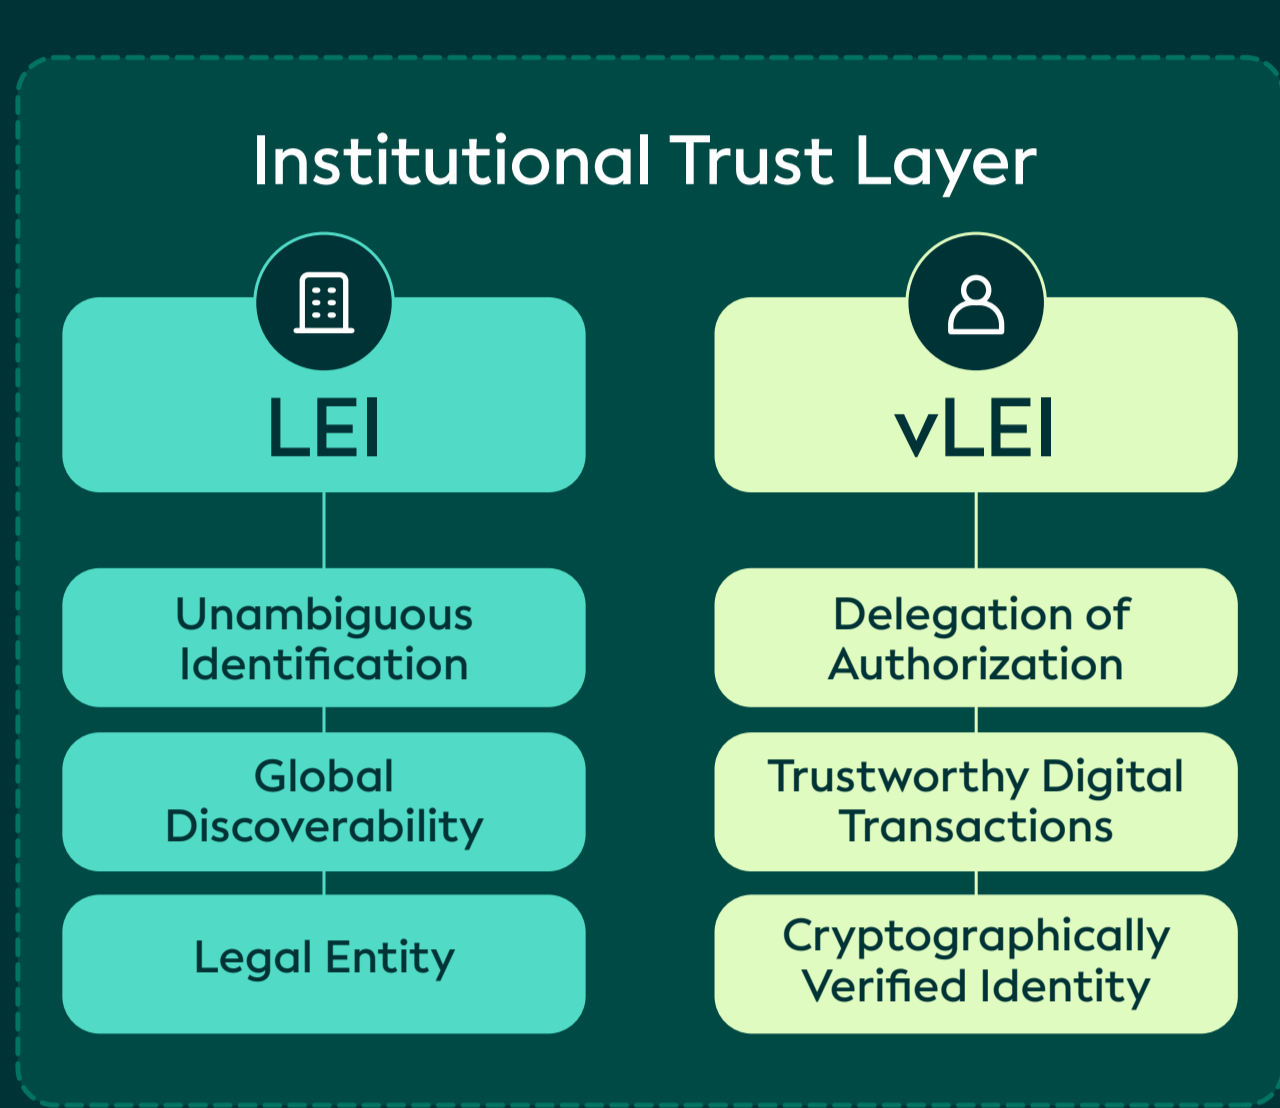 Institutional Trust Layer
LEI
Unambiguous
Identification
Global
Discoverability
Legal Entity
vLEI
Delegation of
Authorization
Trustworthy Digital
Transactions
Cryptographically
Verified Identity